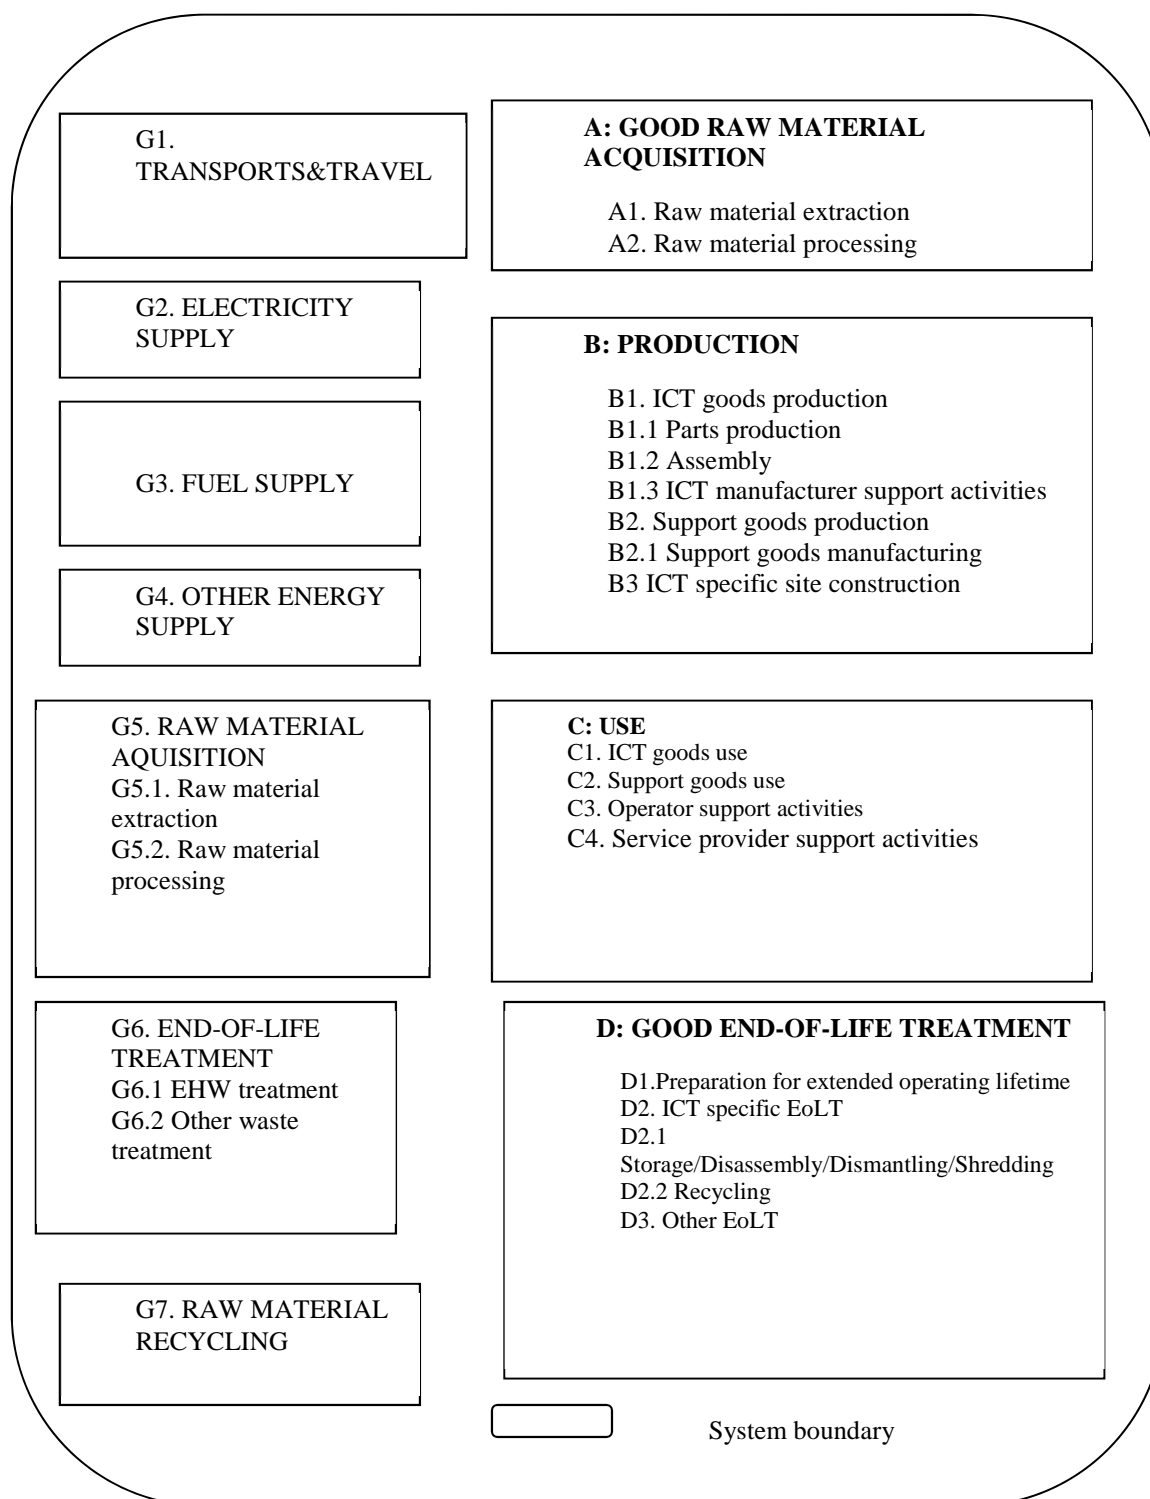 G1.
TRANSPORTS&TRAVEL
G2. ELECTRICITY
SUPPLY
G3. FUEL SUPPLY
G4. OTHER ENERGY
SUPPLY
G5. RAW MATERIAL
AQUISITION
G5.1. Raw material
extraction
G5.2. Raw material
processing
G6. END-OF-LIFE
TREATMENT
G6.1 EHW treatment
G6.2 Other waste
treatment
G7. RAW MATERIAL
RECYCLING
A: GOOD RAW MATERIAL
ACQUISITION
A1. Raw material extraction
A2. Raw material processing
B: PRODUCTION
B1. ICT goods production
B1.1 Parts production
B1.2 Assembly
B1.3 ICT manufacturer support activities
B2. Support goods production
B2.1 Support goods manufacturing
B3 ICT specific site construction
C: USE
C1. ICT goods use
C2. Support goods use
C3. Operator support activities
C4. Service provider support activities
D: GOOD END-OF-LIFE TREATMENT
D1.Preparation for extended operating lifetime
D2. ICT specific EoLT
D2.1
Storage/Disassembly/Dismantling/Shredding
D2.2 Recycling
D3. Other EoLT
System boundary